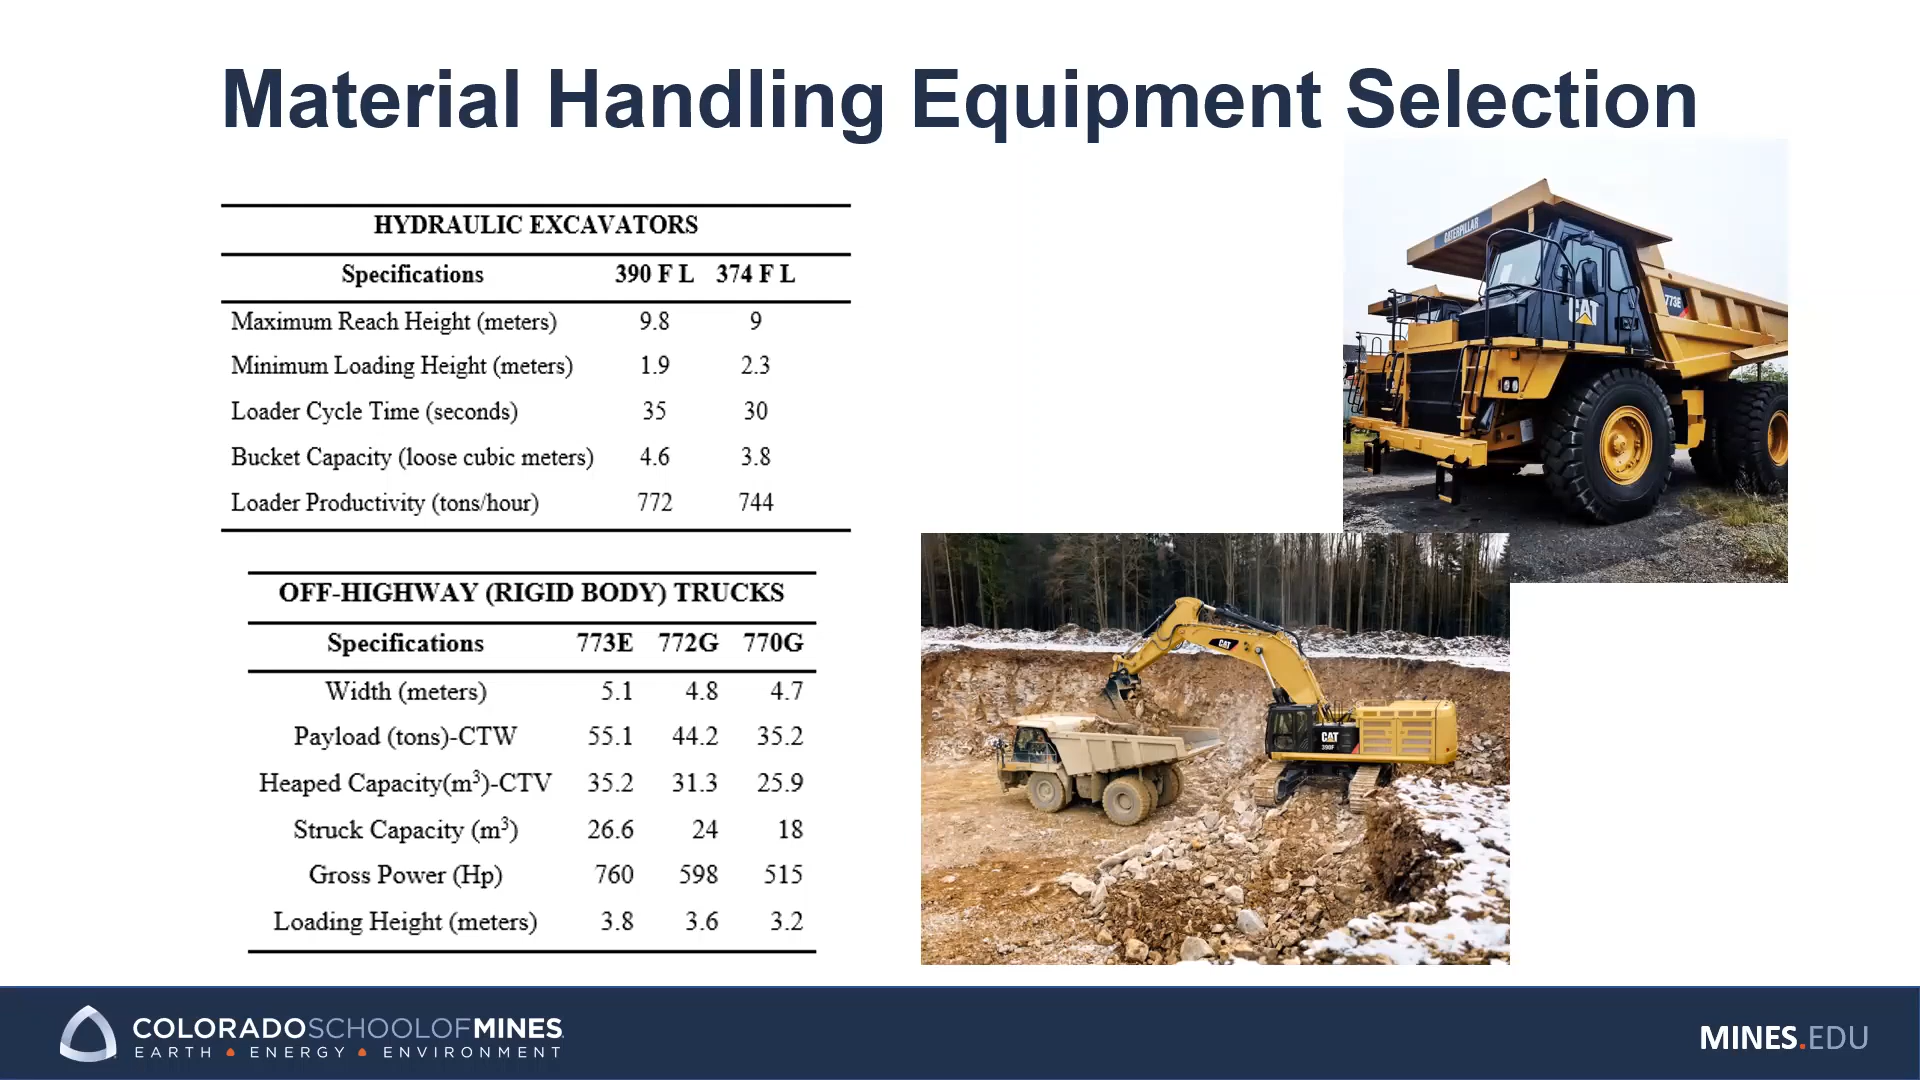 Material Handling Equipment Selection
HYDRAULIC EXCAVATORS
Specifications 390 F L 374 F L
Maximum Reach Height (meters) 9.8 9
Minimum Loading Height (meters) 1.9 2.3
Loader Cycle Time (seconds) 35 30
Bucket Capacity (loose cubic meters) 4.6 3.8
Loader Productivity (tons/hour) 772 744
OFF-HIGHWAY (RIGID BODY) TRUCKS
Specifications 773E 772G 770G
Width (meters) 5.1 4.8 4.7
Payload (tons)-CTW 55.1 44.2 35.2
Heaped Capacity(m³)-CTV 35.2 31.3 25.9
Struck Capacity (m³) 26.6 24 18
Gross Power (Hp) 760 598 515
Loading Height (meters) 3.8 3.6 3.2
CATERPILLAR
773E
CAT
CAT
CAT
390F
COLORADOSCHOOLOFMINES
EARTH • ENERGY • ENVIRONMENT
MINES.EDU